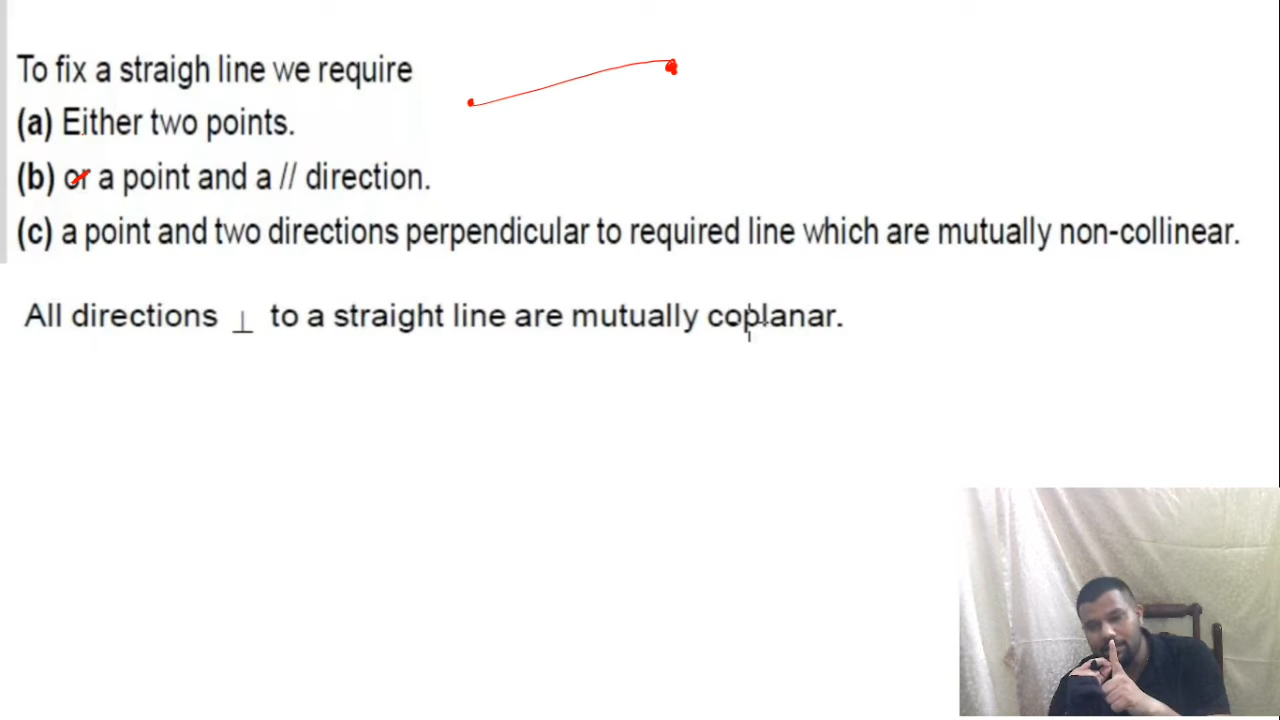 To fix a straigh line we require
(a) Either two points.
(b) or a point and a // direction.
(c) a point and two directions perpendicular to required line which are mutually non-collinear.
All directions ⊥ to a straight line are mutually coplanar.